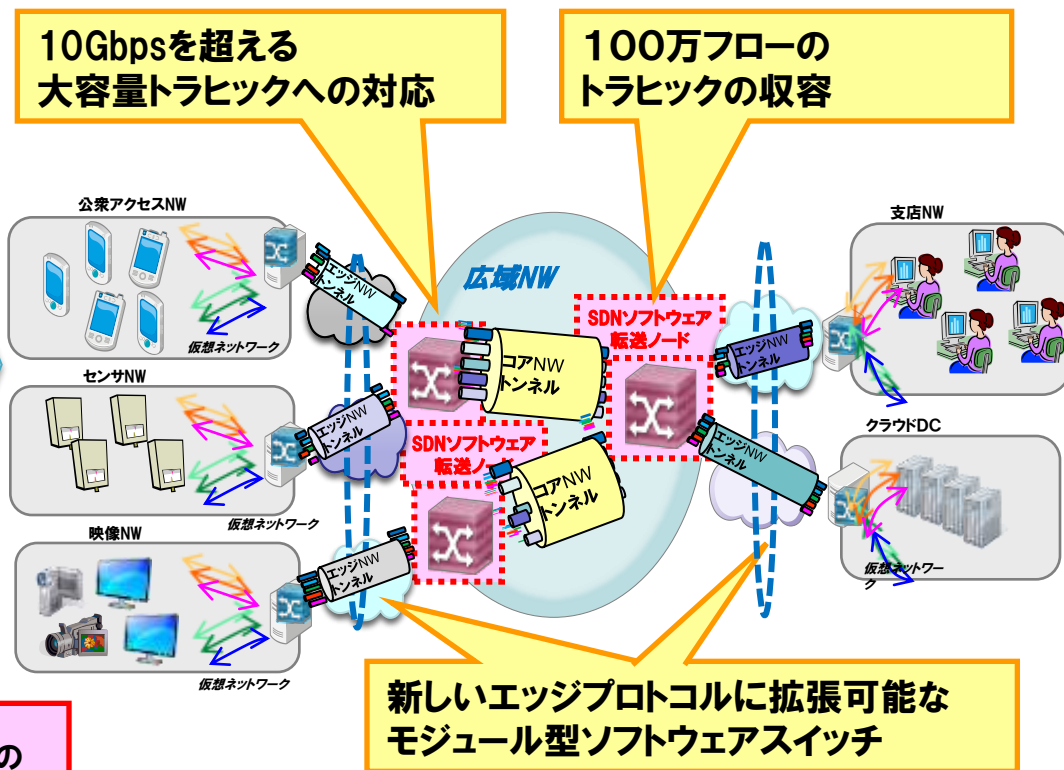 10Gbpsを超える
大容量トラヒックへの対応
100万フローの
トラヒックの収容
公衆アクセスNW
仮想ネットワーク
エッジNW
トンネル
センサNW
仮想ネットワーク
エッジNW
トンネル
映像NW
仮想ネットワーク
エッジNW
トンネル
広域NW
SDNソフトウェア
転送ノード
コアNW
トンネル
SDNソフトウェア
転送ノード
コアNW
トンネル
支店NW
エッジNW
トンネル
クラウドDC
エッジNW
トンネル
仮想ネットワー
ク
新しいエッジプロトコルに拡張可能な
モジュール型ソフトウェアスイッチ
の